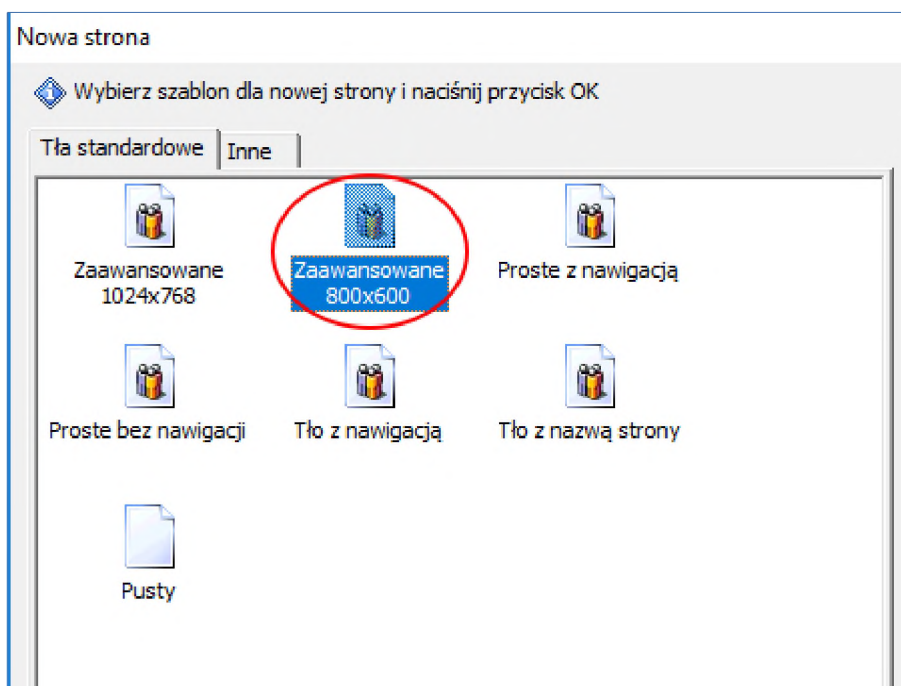 Nowa strona
Wybierz szablon dla nowej strony i naciśnij przycisk OK
Tła standardowe
Inne
Zaawansowane
1024x768
Zaawansowane
800x600
Proste z nawigacją
Proste bez nawigacji
Tło z nawigacją
Tło z nazwą strony
Pusty